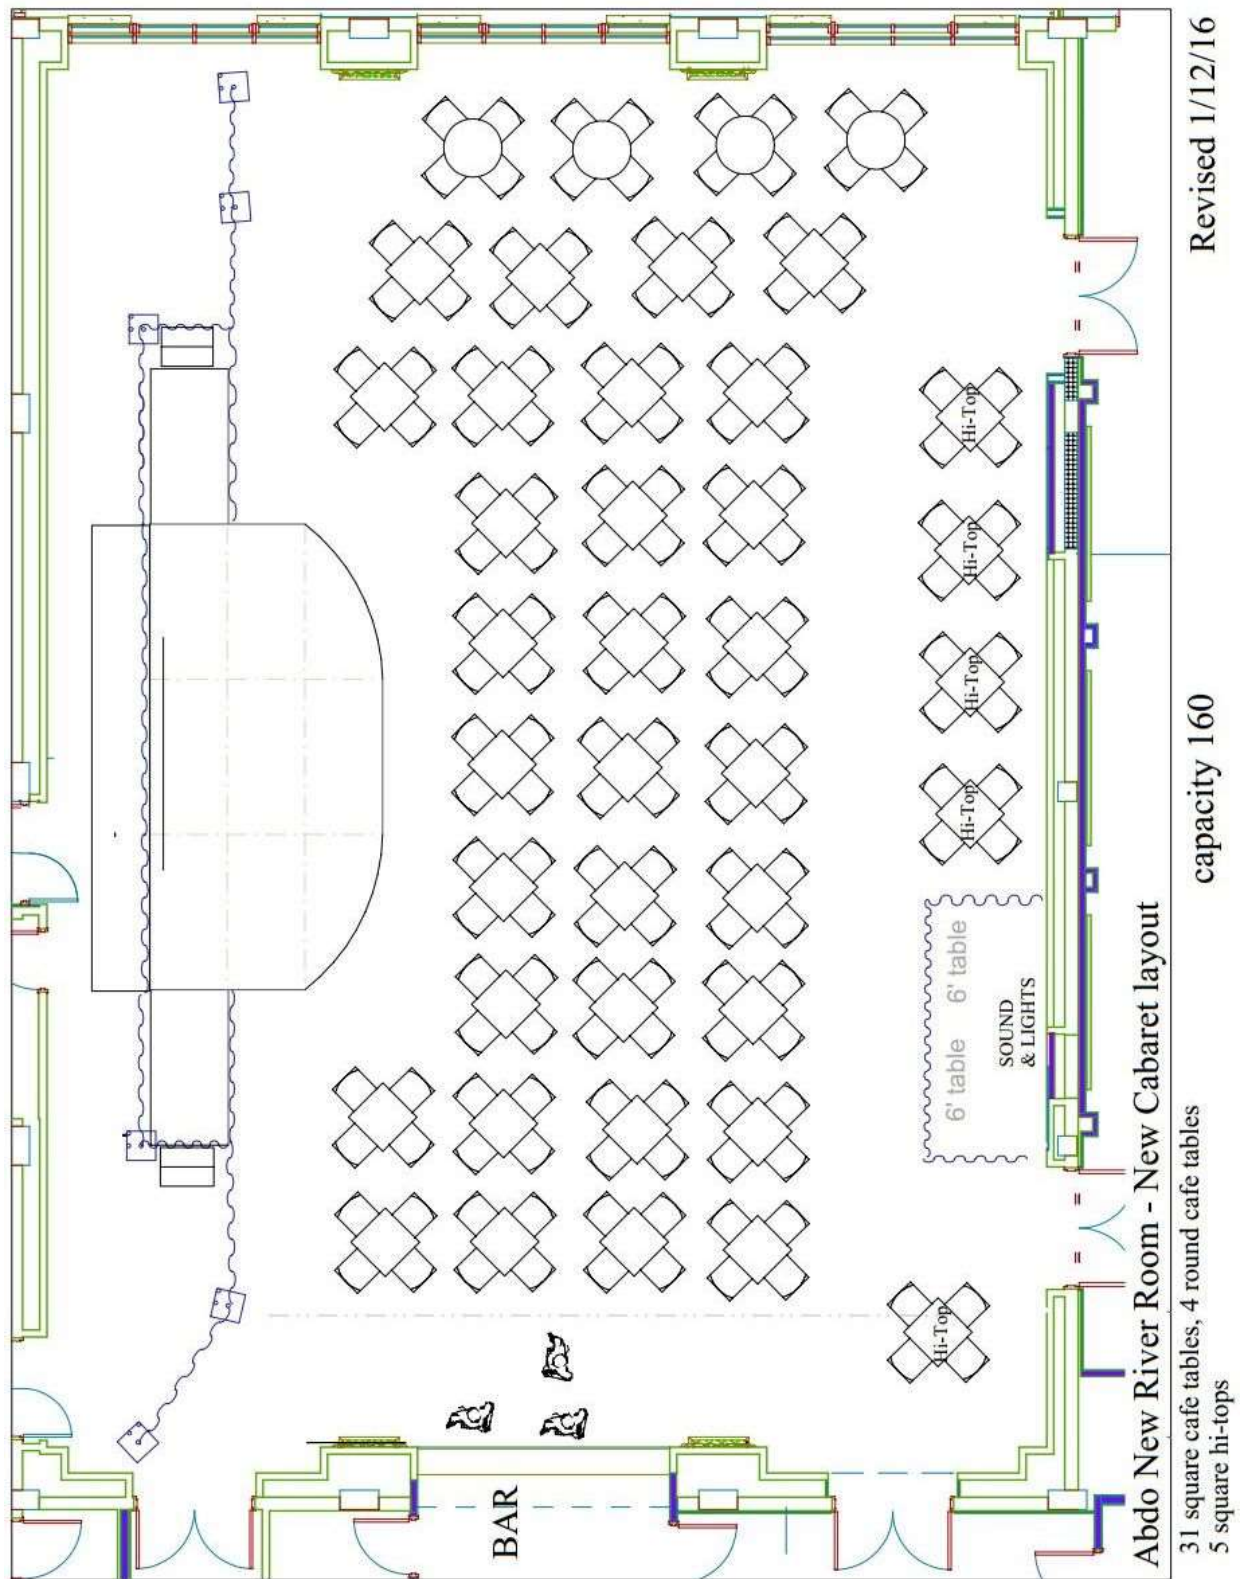 Revised 1/12/16
Hi-Top
Hi-Top
Hi-Top
Hi-Top
6' table 6' table
SOUND
& LIGHTS
Hi-Top
BAR
capacity 160
Abdo New River Room - New Cabaret layout
31 square cafe tables, 4 round cafe tables
5 square hi-tops